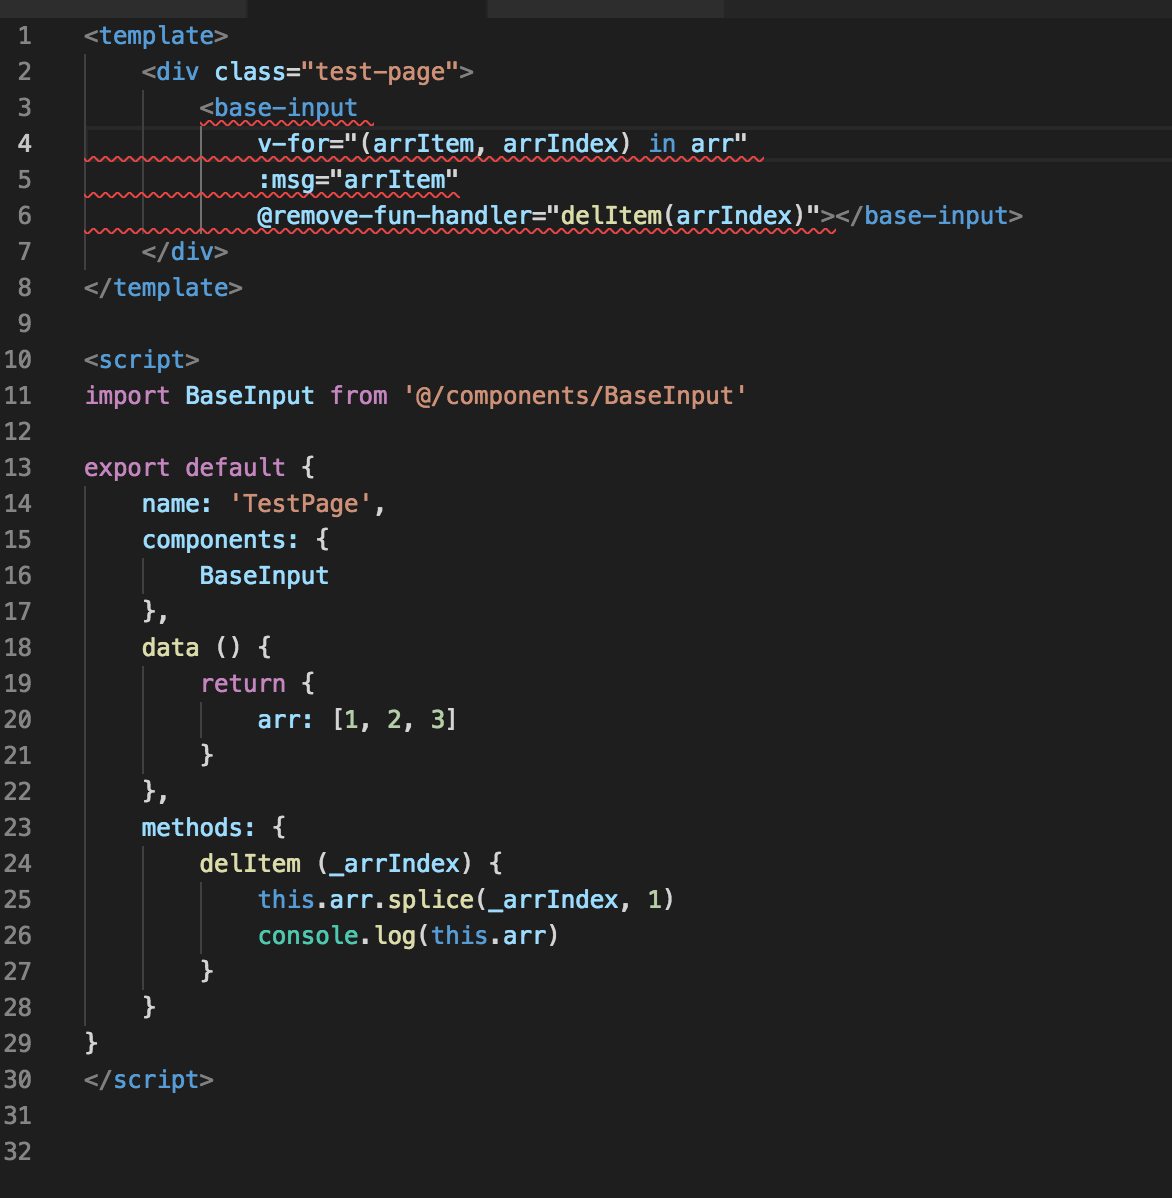 1 <template>
2 <div class="test-page">
3 <base-input
4 v-for="(arrItem, arrIndex) in arr"
5 :msg="arrItem"
6 @remove-fun-handler="delItem(arrIndex)"></base-input>
7 </div>
8 </template>
9
10 <script>
11 import BaseInput from '@/components/BaseInput'
12
13 export default {
14 name: 'TestPage',
15 components: {
16 BaseInput
17 },
18 data () {
19 return {
20 arr: [1, 2, 3]
21 }
22 },
23 methods: {
24 delItem (_arrIndex) {
25 this.arr.splice(_arrIndex, 1)
26 console.log(this.arr)
27 }
28 }
29 }
30 </script>
31
32